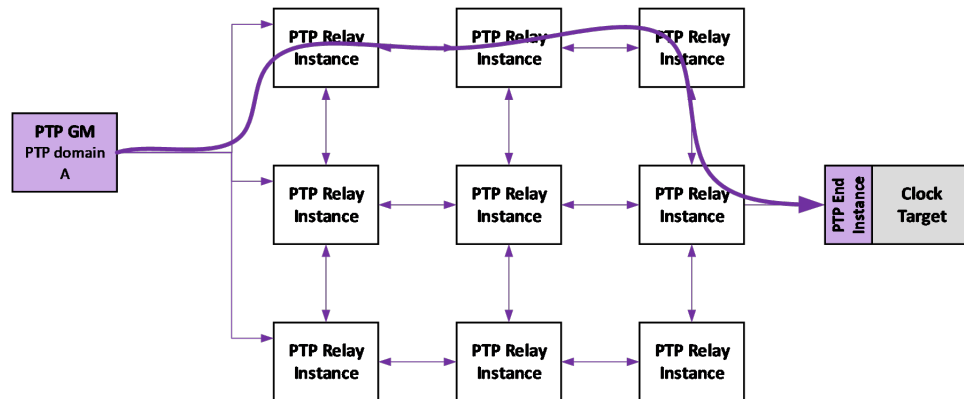 PTP Relay
Instance
PTP Relay
Instance
PTP Relay
Instance
PTP GM
PTP domain
A
PTP Relay
Instance
PTP Relay
Instance
PTP Relay
Instance
PTP End
Instance
Clock
Target
PTP Relay
Instance
PTP Relay
Instance
PTP Relay
Instance